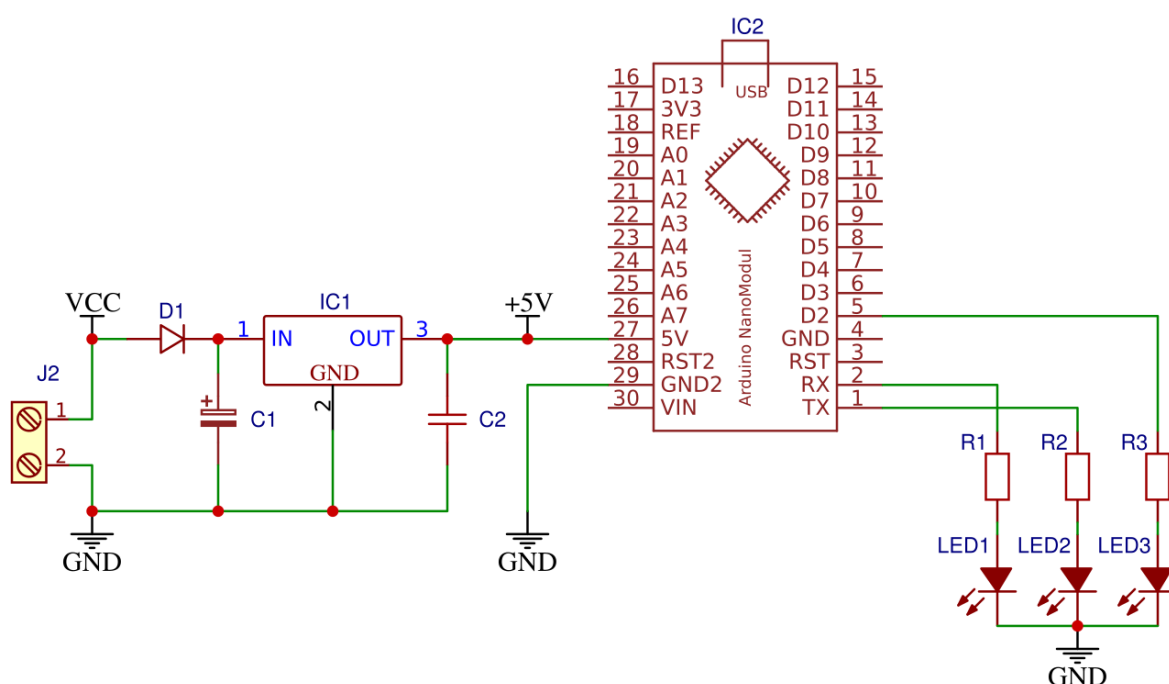 IC2
USB
16 D13 D12 15
17 3V3 D11 14
18 REF D10 13
19 A0 D9 12
20 A1 D8 11
21 A2 D7 10
22 A3 D6 9
23 A4 D5 8
24 A5 D4 7
25 A6 D3 6
26 A7 D2 5
27 5V GND 4
28 RST2 RST 3
29 GND2 RX 2
30 VIN TX 1
Arduino NanoModul
VCC
D1
IC1
+5V
1 IN OUT 3
GND
2
J2
1
2
+
C1
C2
GND
GND
R1 R2 R3
LED1 LED2 LED3
GND